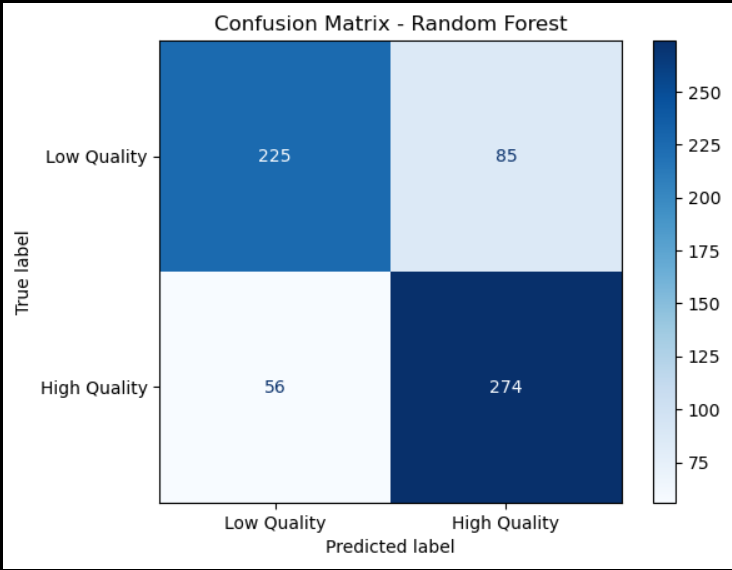 Confusion Matrix - Random Forest
Low Quality
225
85
High Quality
56
274
Low Quality
High Quality
Predicted label
True label
250
225
200
175
150
125
100
75